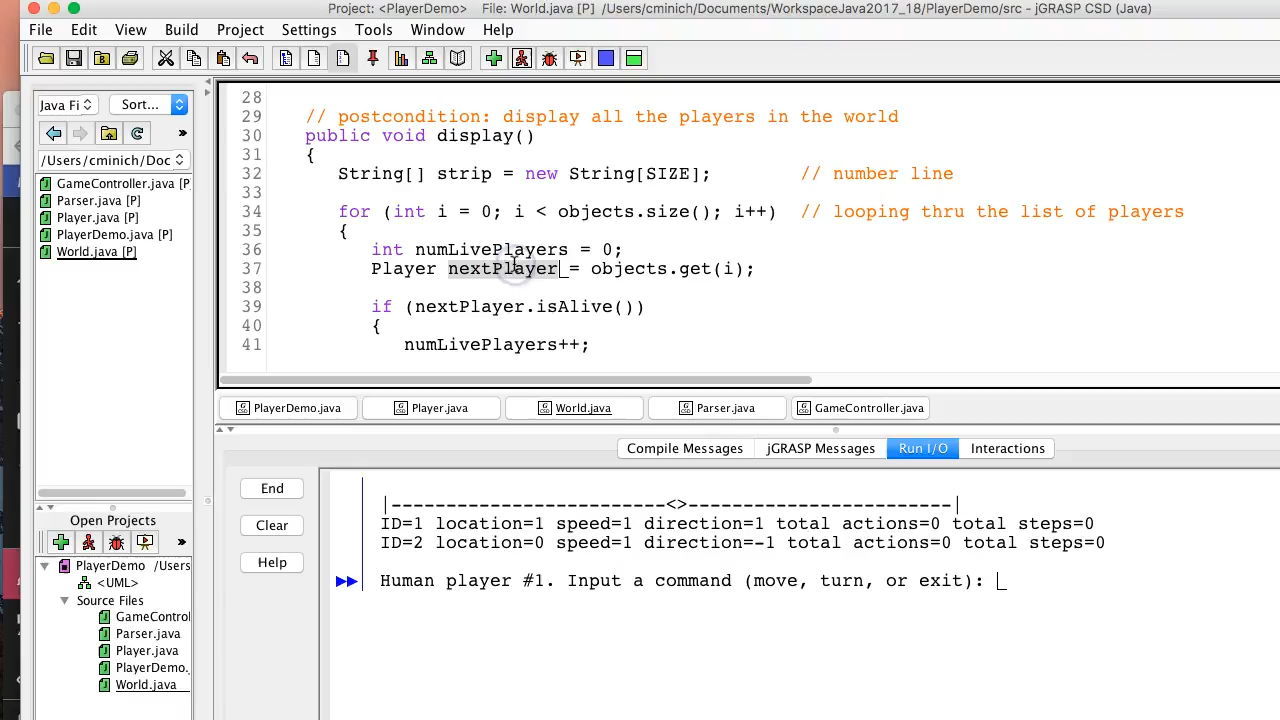 Project: <PlayerDemo>   File: World.java [P]  /Users/cminich/Documents/WorkspaceJava2017_18/PlayerDemo/src - jGRASP CSD (Java)
File Edit View Build Project Settings Tools Window Help
Java Fi Sort...
/Users/cminich/Doc
GameController.java [P
Parser.java [P]
Player.java [P]
PlayerDemo.java [P]
World.java [P]
28
29 // postcondition: display all the players in the world
30 public void display()
31 {
32 String[] strip = new String[SIZE]; // number line
33
34 for (int i = 0; i < objects.size(); i++) // looping thru the list of players
35 {
36 int numLivePlayers = 0;
37 Player nextPlayer = objects.get(i);
38
39 if (nextPlayer.isAlive())
40 {
41 numLivePlayers++;
PlayerDemo.java Player.java World.java Parser.java GameController.java
Compile Messages jGRASP Messages Run I/O Interactions
End
Clear
Help
|-------------------------<>------------------------|
ID=1 location=1 speed=1 direction=1 total actions=0 total steps=0
ID=2 location=0 speed=1 direction=-1 total actions=0 total steps=0
Human player #1. Input a command (move, turn, or exit):
Open Projects
PlayerDemo /Users
<UML>
Source Files
GameControl
Parser.java
Player.java
PlayerDemo.
World.java